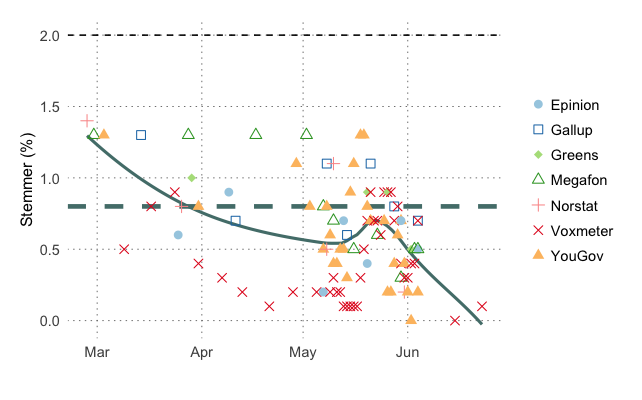 2.0
1.5
1.0
0.5
0.0
Stemmer (%)
Mar Apr May Jun
Epinion
Gallup
Greens
Megafon
Norstat
Voxmeter
YouGov